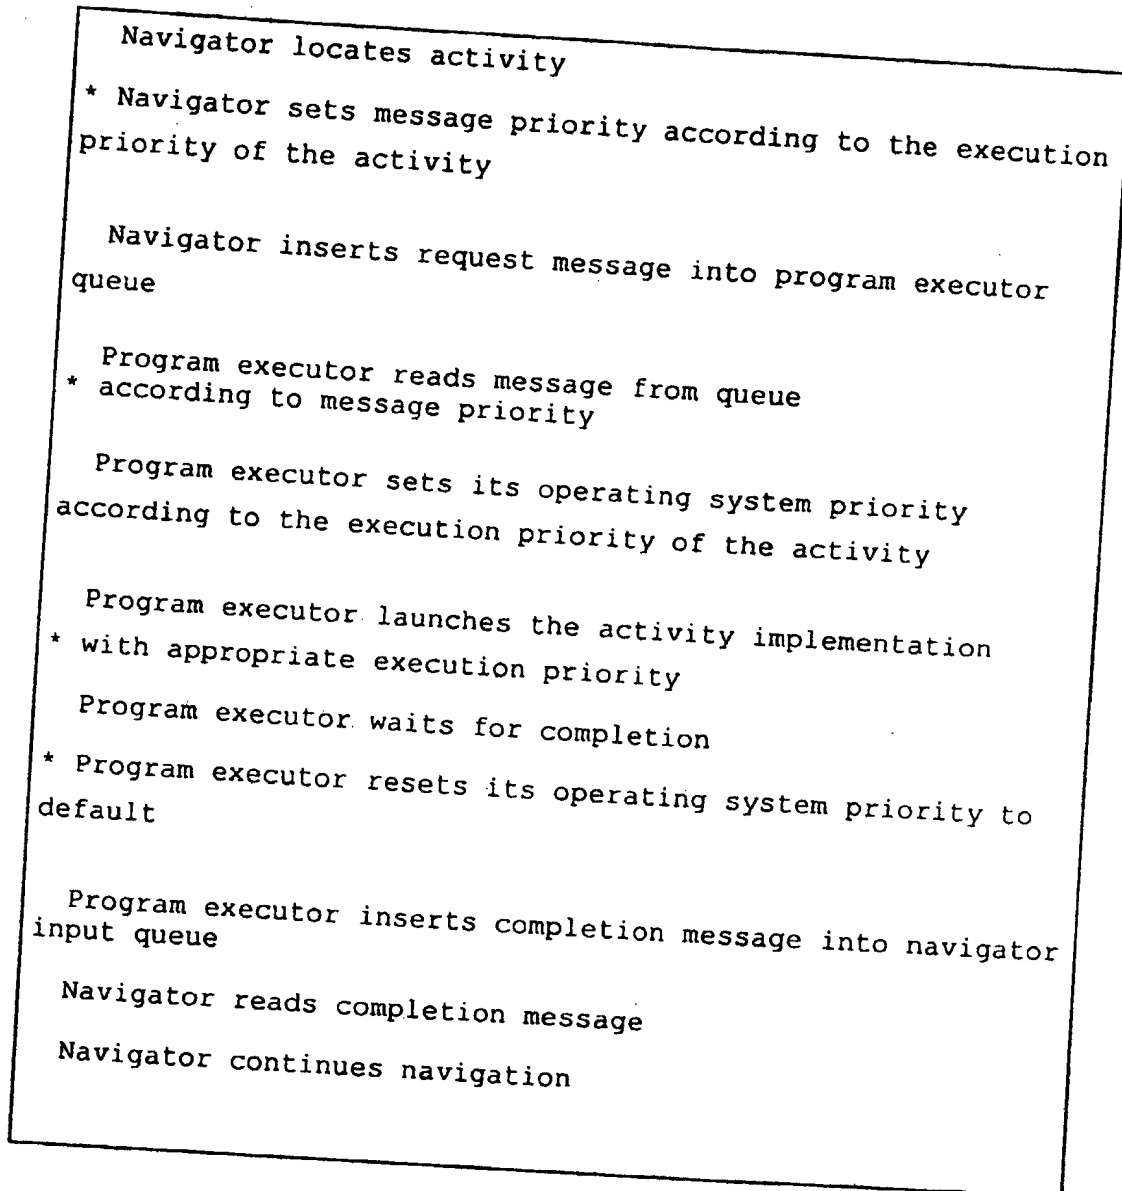 Navigator locates activity
* Navigator sets message priority according to the execution
priority of the activity
Navigator inserts request message into program executor
queue
Program executor reads message from queue
* according to message priority
Program executor sets its operating system priority
according to the execution priority of the activity
Program executor launches the activity implementation
* with appropriate execution priority
Program executor waits for completion
* Program executor resets its operating system priority to
default
Program executor inserts completion message into navigator
input queue
Navigator reads completion message
Navigator continues navigation